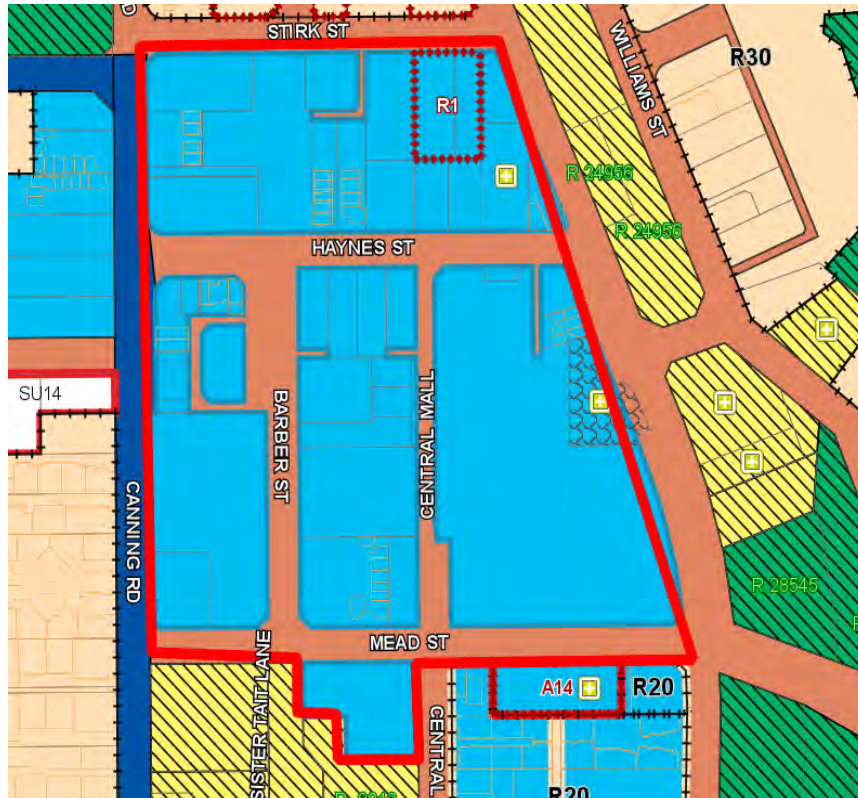 D
STIRK ST
WILLIAMS ST
R30
R1
R 24956
R 24956
HAYNES ST
SU14
BARBER ST
CENTRAL MALL
CANNING RD
R 28545
MEAD ST
SISTER TAIT LANE
A14
R20
CENTRAL
R20